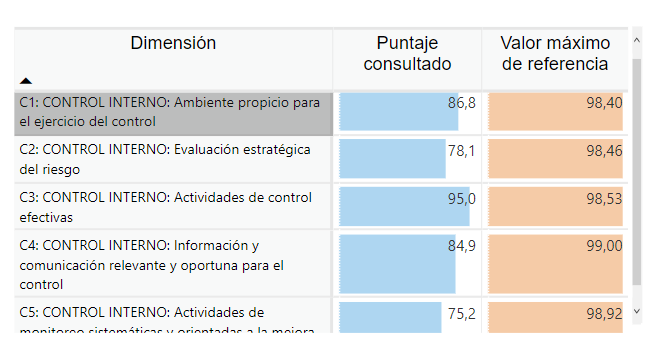 Dimensión
Puntaje
consultado
Valor máximo
de referencia
C1: CONTROL INTERNO: Ambiente propicio para
el ejercicio del control
86,8
98,40
C2: CONTROL INTERNO: Evaluación estratégica
del riesgo
78,1
98,46
C3: CONTROL INTERNO: Actividades de control
efectivas
95,0
98,53
C4: CONTROL INTERNO: Información y
comunicación relevante y oportuna para el
control
84,9
99,00
C5: CONTROL INTERNO: Actividades de
monitoreo sistemáticas y orientadas a la mejora
75,2
98,92